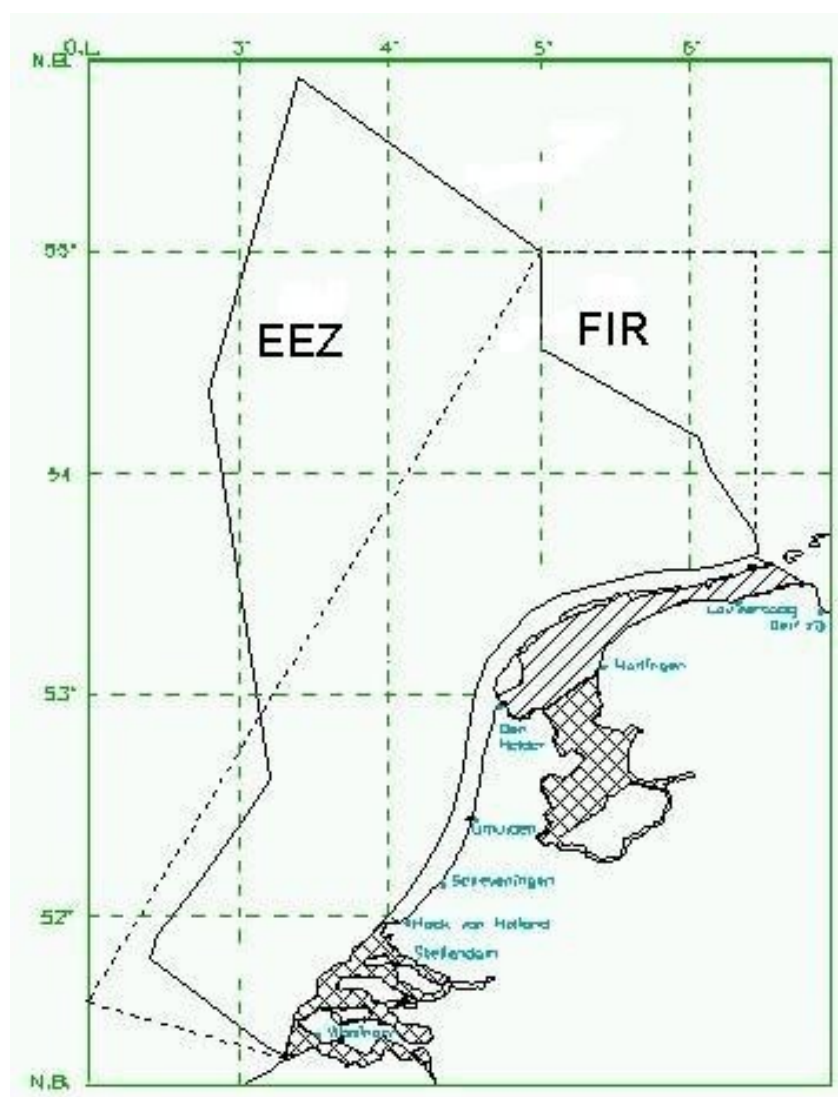 O.L. 3° 4° 5° 6°
N.B.
55°
EEZ
FIR
54°
Harlingen
53°
Den
Helder
IJmuiden
Scheveningen
52°
Hoek van Holland
Stellendam
N.B.